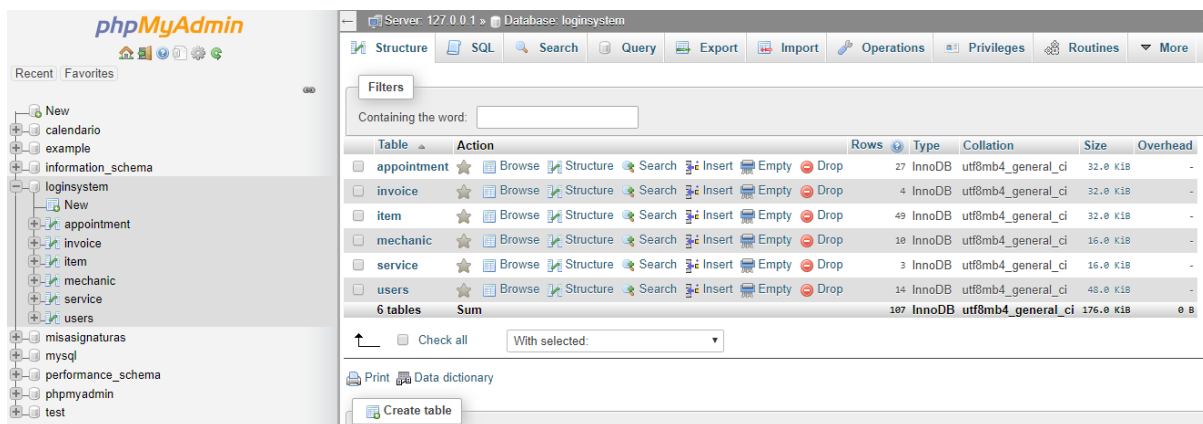 phpMyAdmin
Recent Favorites
New
calendario
example
information_schema
loginsystem
New
appointment
invoice
item
mechanic
service
users
misasignaturas
mysql
performance_schema
phpmyadmin
test
← Server: 127.0.0.1 » Database: loginsystem
Structure SQL Search Query Export Import Operations Privileges Routines More
Filters
Containing the word:
Table Action Rows Type Collation Size Overhead
appointment Browse Structure Search Insert Empty Drop 27 InnoDB utf8mb4_general_ci 32.0 KiB -
invoice Browse Structure Search Insert Empty Drop 4 InnoDB utf8mb4_general_ci 32.0 KiB -
item Browse Structure Search Insert Empty Drop 49 InnoDB utf8mb4_general_ci 32.0 KiB -
mechanic Browse Structure Search Insert Empty Drop 10 InnoDB utf8mb4_general_ci 16.0 KiB -
service Browse Structure Search Insert Empty Drop 3 InnoDB utf8mb4_general_ci 16.0 KiB -
users Browse Structure Search Insert Empty Drop 14 InnoDB utf8mb4_general_ci 48.0 KiB -
6 tables Sum 107 InnoDB utf8mb4_general_ci 176.0 KiB 0 B
Check all With selected:
Print Data dictionary
Create table